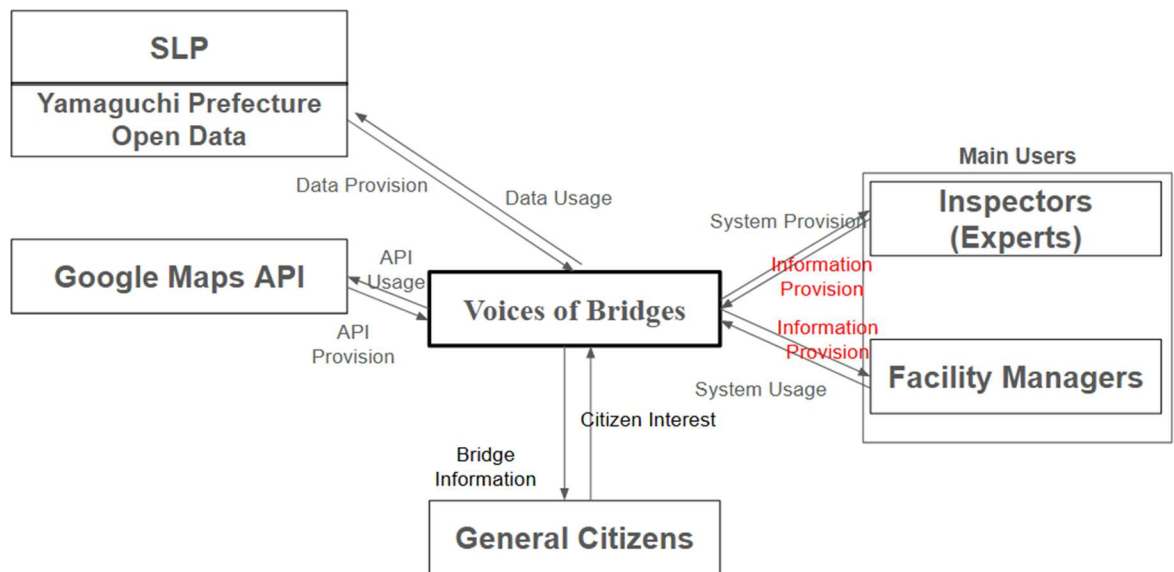 SLP
Yamaguchi Prefecture
Open Data
Data Provision
Data Usage
Google Maps API
API
Usage
API
Provision
Voices of Bridges
Main Users
Inspectors
(Experts)
System Provision
Information
Provision
Information
Provision
System Usage
Facility Managers
Citizen Interest
Bridge
Information
General Citizens